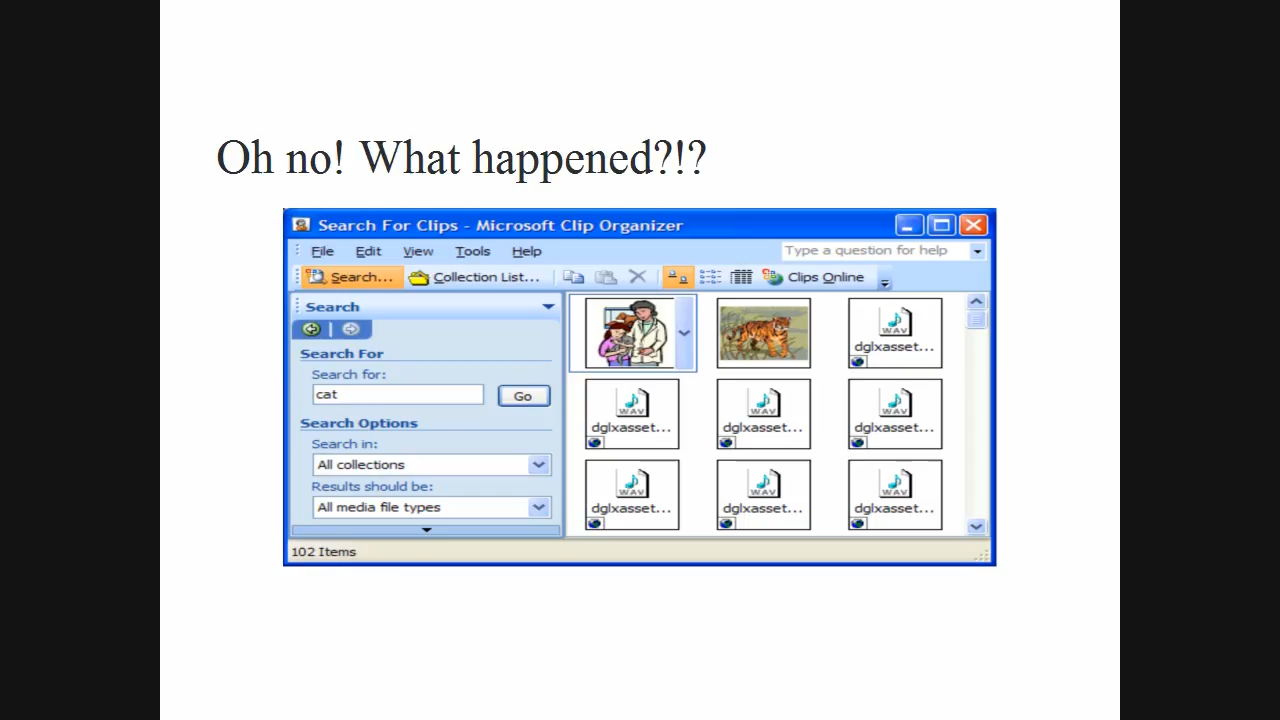 Oh no! What happened?!?
Search For Clips - Microsoft Clip Organizer
File Edit View Tools Help Type a question for help
Search... Collection List... Clips Online
Search
Search For
Search for:
cat Go
Search Options
Search in:
All collections
Results should be:
All media file types
WAV
dglxasset...
WAV WAV WAV
dglxasset... dglxasset... dglxasset...
WAV WAV WAV
dglxasset... dglxasset... dglxasset...
102 Items